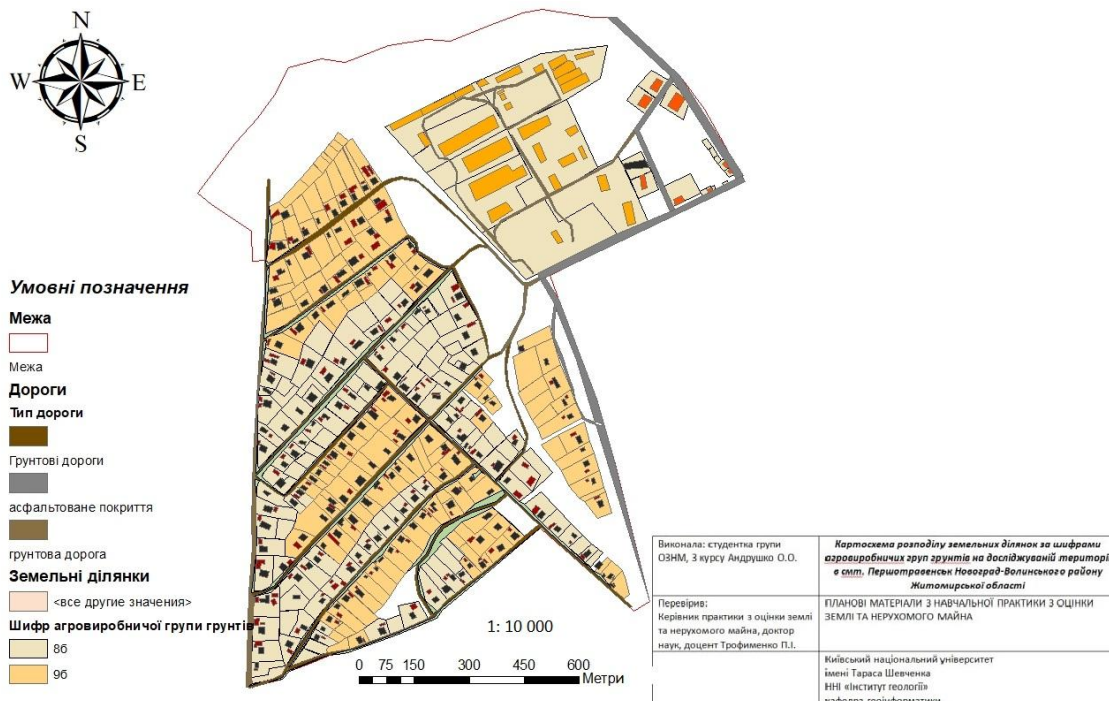 N
W
E
S
Умовні позначення
Межа
Межа
Дороги
Тип дороги
Грунтові дороги
асфальтоване покриття
грунтова дорога
Земельні ділянки
<все другие значения>
Шифр агровиробничої групи грунтів
8б
9б
1: 10 000
0 75 150 300 450 600
Метри
Виконала: студентка групи
ОЗНМ, 3 курсу Андрушко О.О.
Картосхема розподілу земельних ділянок за шифрами
агровиробничих груп грунтів на досліджуваній територі
в смт. Першотравенськ Новоград-Волинського району
Житомирської області
Перевірив:
Керівник практики з оцінки землі
та нерухомого майна, доктор
наук, доцент Трофименко П.І.
ПЛАНОВІ МАТЕРІАЛИ З НАВЧАЛЬНОЇ ПРАКТИКИ З ОЦІНКИ
ЗЕМЛІ ТА НЕРУХОМОГО МАЙНА
Київський національний університет
імені Тараса Шевченка
ННІ «Інститут геології»
кафедра геоінформатики